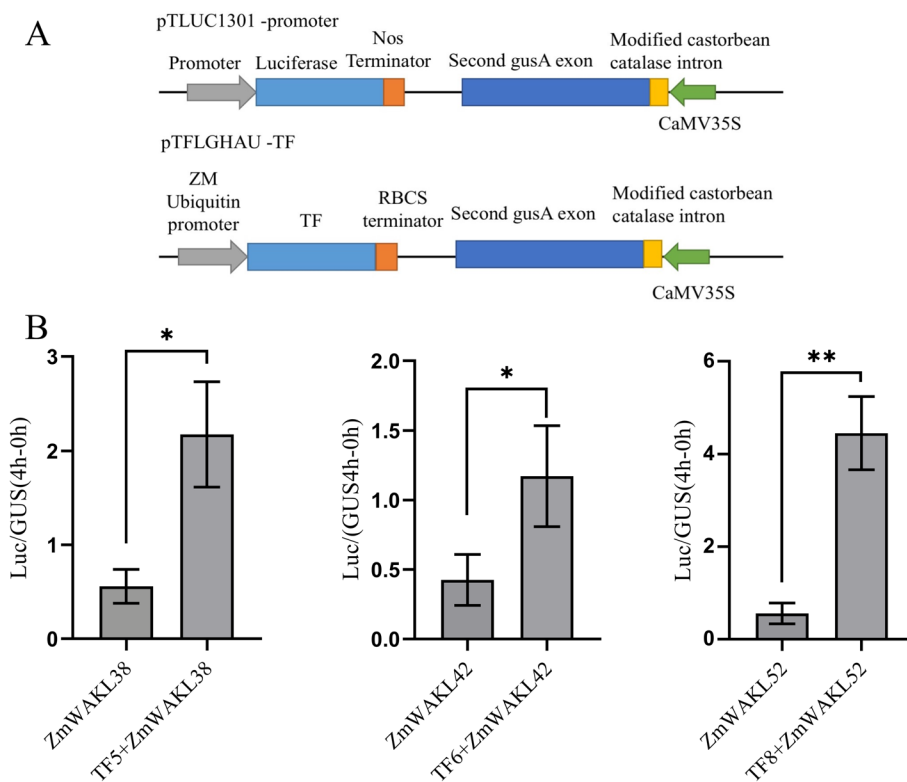 A
pTLUC1301 -promoter
Promoter
Luciferase
Nos
Terminator
Second gusA exon
Modified castorbean
catalase intron
CaMV35S
pTFLGHAU -TF
ZM
Ubiquitin
promoter
TF
RBCS
terminator
Second gusA exon
Modified castorbean
catalase intron
CaMV35S
B
Luc/GUS(4h-0h)
3
2
1
0
*
ZmWAKL38
TF5+ZmWAKL38
Luc/(GUS4h-0h)
2.0
1.5
1.0
0.5
0.0
*
ZmWAKL42
TF6+ZmWAKL42
Luc/GUS(4h-0h)
6
4
2
0
**
ZmWAKL52
TF8+ZmWAKL52